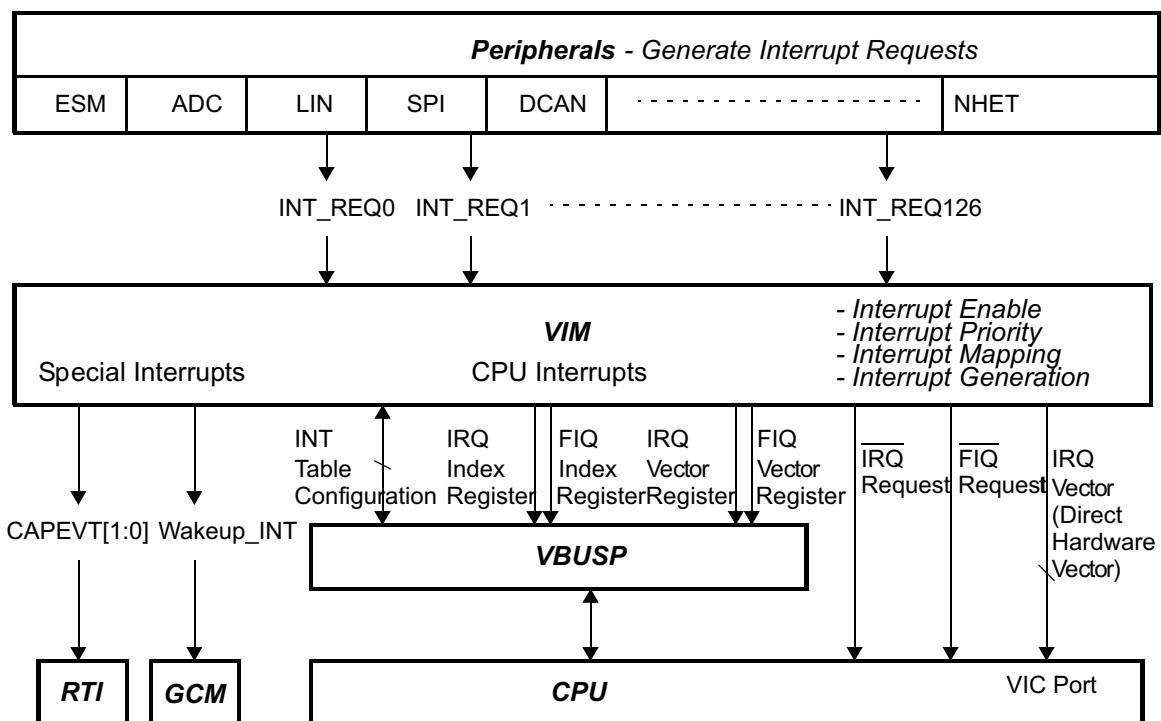 Peripherals - Generate Interrupt Requests
ESM ADC LIN SPI DCAN NHET
INT_REQ0 INT_REQ1 INT_REQ126
VIM
- Interrupt Enable
- Interrupt Priority
- Interrupt Mapping
- Interrupt Generation
Special Interrupts
CPU Interrupts
INT
Table
Configuration
IRQ
Index
Register
FIQ
Index
Register
IRQ
Vector
Register
FIQ
Vector
Register
IRQ
Request
FIQ
Request
IRQ
Vector
(Direct
Hardware
Vector)
CAPEVT[1:0] Wakeup_INT
VBUSP
RTI
GCM
CPU
VIC Port